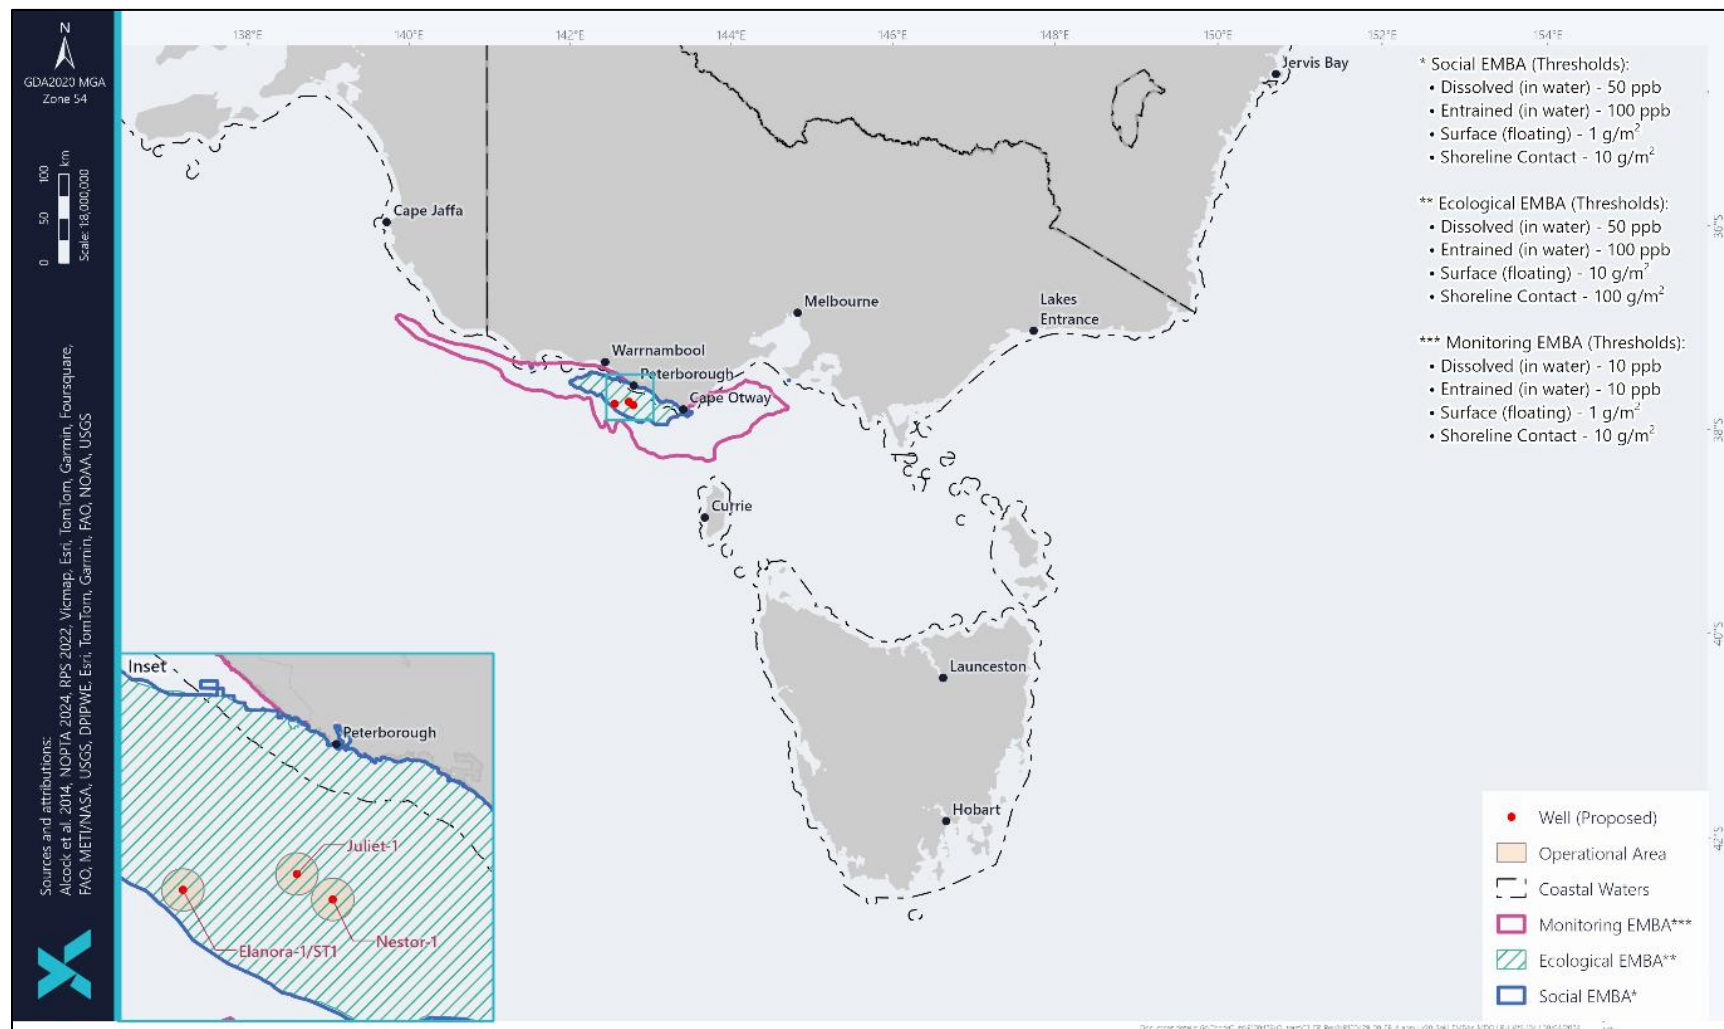 N
GDA2020 MGA
Zone 54
0 50 100
km
Scale: 1:8,000,000
Sources and attributions:
Alcock et al. 2014, NOPTA 2024, RPS 2022, Vicmap, Esri, TomTom, Garmin, Foursquare,
FAO, METI/NASA, USGS, DPIPWE, Esri, TomTom, Garmin, FAO, NOAA, USGS
138°E 140°E 142°E 144°E 146°E 148°E 150°E 152°E 154°E
36°S
38°S
40°S
42°S
Jervis Bay
Cape Jaffa
Melbourne
Lakes
Entrance
Warrnambool
Peterborough
Cape Otway
Currie
Launceston
Hobart
* Social EMBA (Thresholds):
• Dissolved (in water) - 50 ppb
• Entrained (in water) - 100 ppb
• Surface (floating) - 1 g/m²
• Shoreline Contact - 10 g/m²
** Ecological EMBA (Thresholds):
• Dissolved (in water) - 50 ppb
• Entrained (in water) - 100 ppb
• Surface (floating) - 10 g/m²
• Shoreline Contact - 100 g/m²
*** Monitoring EMBA (Thresholds):
• Dissolved (in water) - 10 ppb
• Entrained (in water) - 10 ppb
• Surface (floating) - 1 g/m²
• Shoreline Contact - 10 g/m²
Inset
Peterborough
Juliet-1
Nestor-1
Elanora-1/ST1
Well (Proposed)
Operational Area
Coastal Waters
Monitoring EMBA***
Ecological EMBA**
Social EMBA*